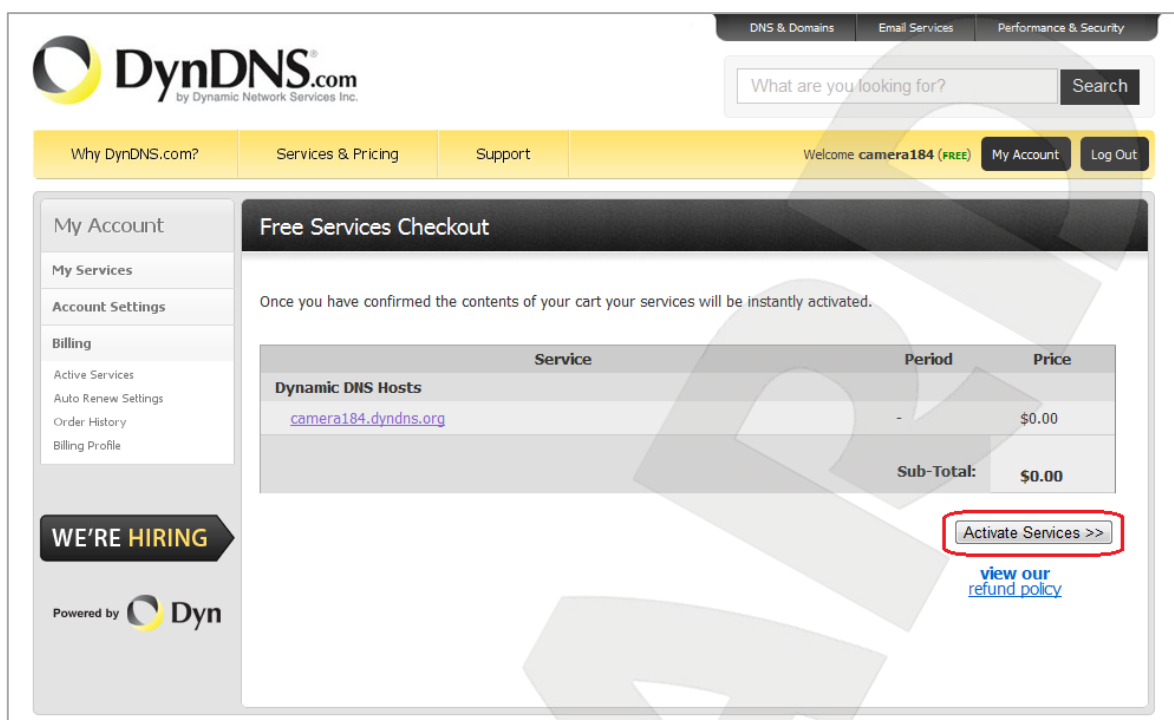 DNS & Domains Email Services Performance & Security
DynDNS.com
by Dynamic Network Services Inc.
What are you looking for? Search
Why DynDNS.com? Services & Pricing Support Welcome camera184 (FREE) My Account Log Out
My Account
My Services
Account Settings
Billing
Active Services
Auto Renew Settings
Order History
Billing Profile
WE'RE HIRING
Powered by Dyn
Free Services Checkout
Once you have confirmed the contents of your cart your services will be instantly activated.
Service Period Price
Dynamic DNS Hosts
camera184.dyndns.org - $0.00
Sub-Total: $0.00
Activate Services >>
view our
refund policy